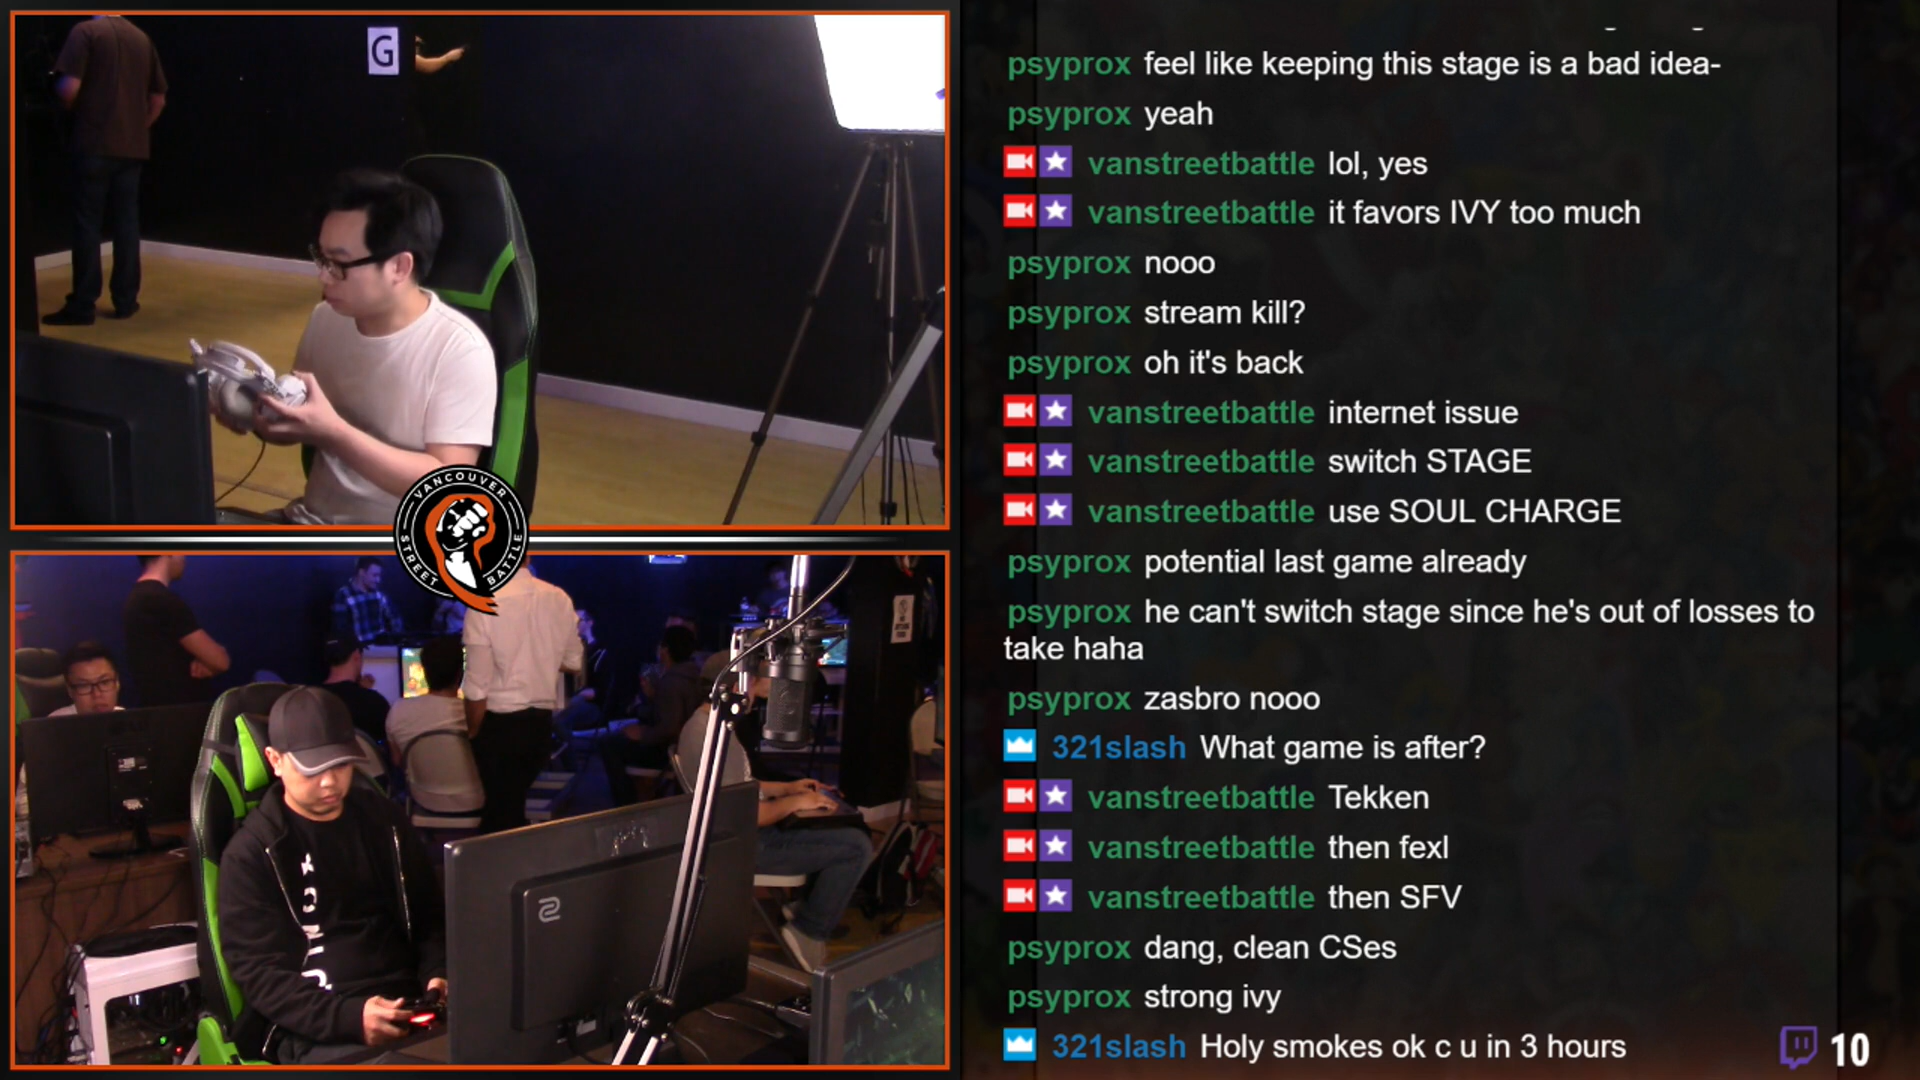 G
VANCOUVER
STREET
BATTLE
psyprox feel like keeping this stage is a bad idea-
psyprox yeah
vanstreetbattle lol, yes
vanstreetbattle it favors IVY too much
psyprox nooo
psyprox stream kill?
psyprox oh it's back
vanstreetbattle internet issue
vanstreetbattle switch STAGE
vanstreetbattle use SOUL CHARGE
psyprox potential last game already
psyprox he can't switch stage since he's out of losses to
take haha
psyprox zasbro nooo
321slash What game is after?
vanstreetbattle Tekken
vanstreetbattle then fexl
vanstreetbattle then SFV
psyprox dang, clean CSes
psyprox strong ivy
321slash Holy smokes ok c u in 3 hours
10